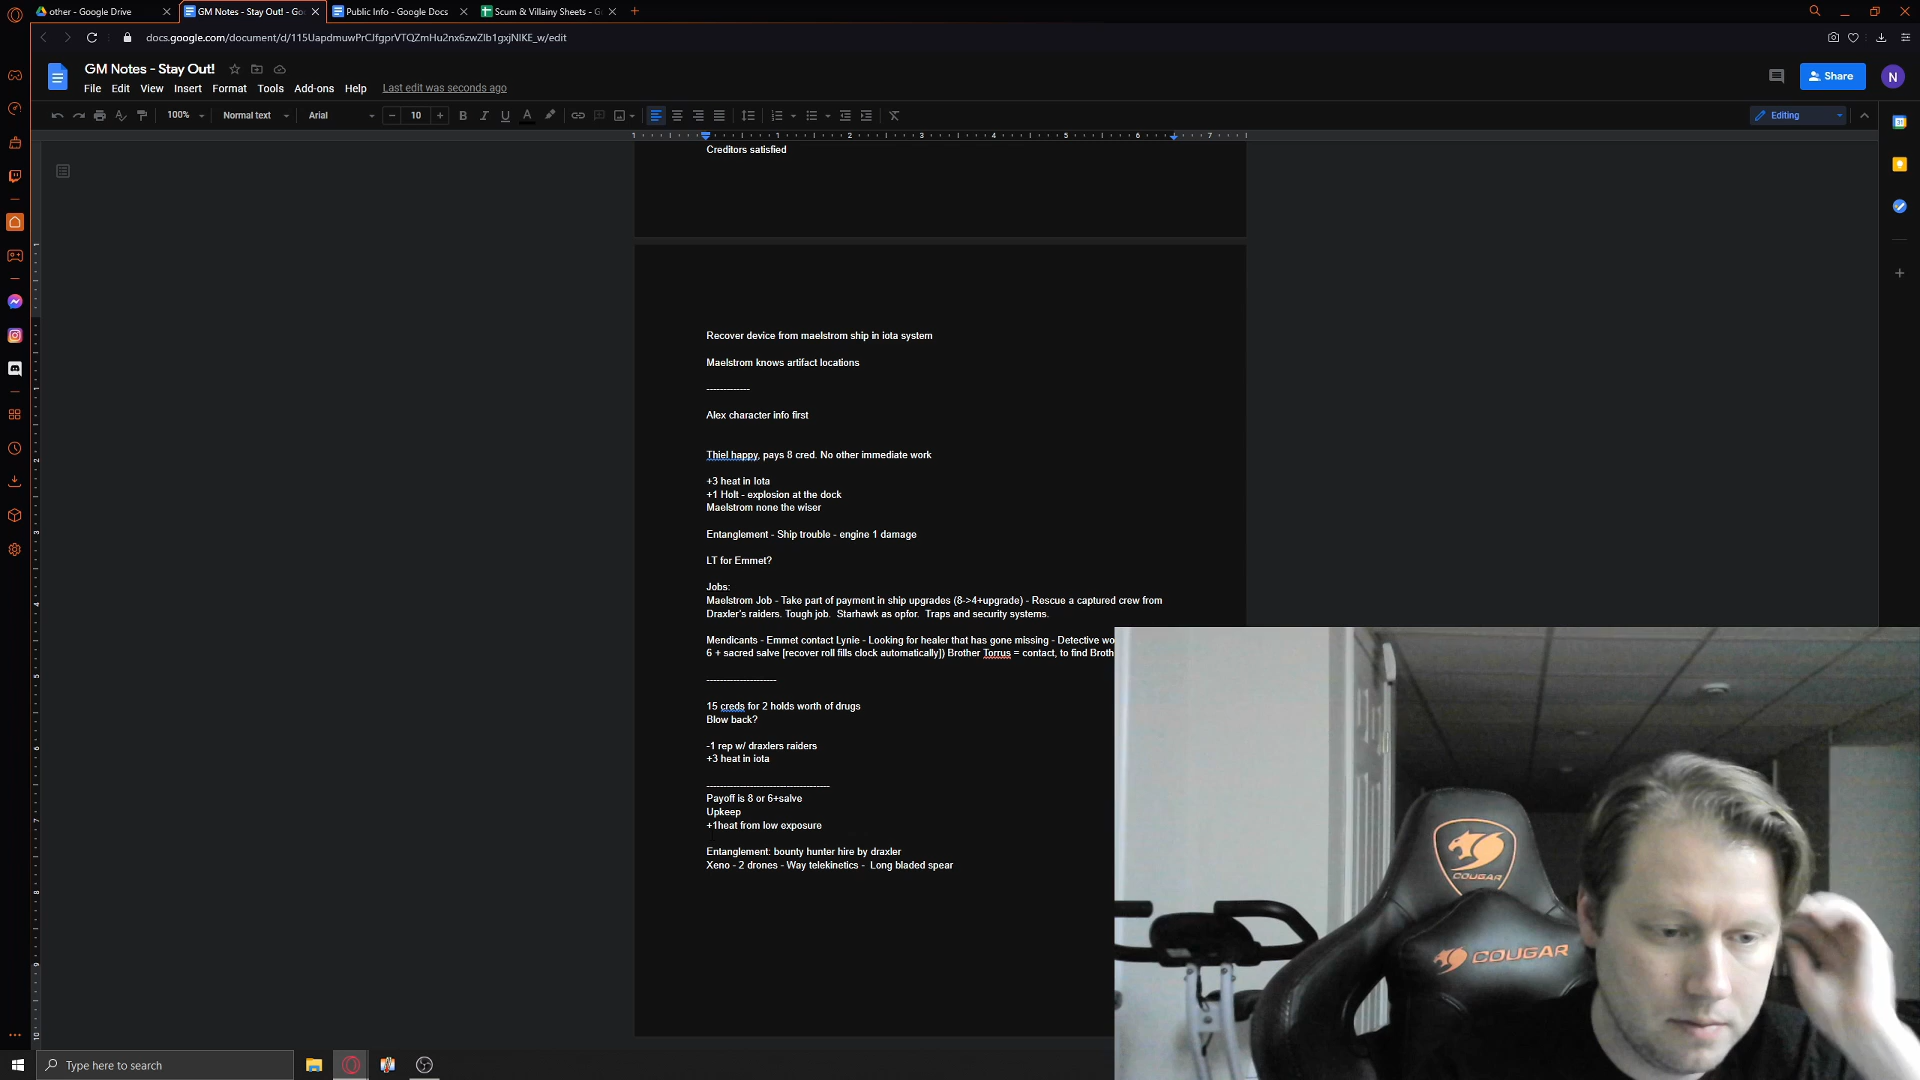 other - Google Drive
GM Notes - Stay Out! - Go
Public Info - Google Docs
Scum & Villainy Sheets - G
docs.google.com/document/d/115UapdmuwPrCJfgprVTQZmHu2nx6zwZlb1gxjNIKE_w/edit
GM Notes - Stay Out!
File Edit View Insert Format Tools Add-ons Help Last edit was seconds ago
Share
N
100% Normal text Arial 10 B I U A
Editing
1 1 2 3 4 5 6 7
Creditors satisfied
Recover device from maelstrom ship in iota system
Maelstrom knows artifact locations
-------------
Alex character info first
Thiel happy, pays 8 cred. No other immediate work
+3 heat in Iota
+1 Holt - explosion at the dock
Maelstrom none the wiser
Entanglement - Ship trouble - engine 1 damage
LT for Emmet?
Jobs:
Maelstrom Job - Take part of payment in ship upgrades (8->4+upgrade) - Rescue a captured crew from
Draxler's raiders. Tough job. Starhawk as opfor. Traps and security systems.
Mendicants - Emmet contact Lynie - Looking for healer that has gone missing - Detective
6 + sacred salve [recover roll fills clock automatically]) Brother Torrus = contact, to find
---------------------
15 creds for 2 holds worth of drugs
Blow back?
-1 rep w/ draxlers raiders
+3 heat in iota
-------------------------------------
Payoff is 8 or 6+salve
Upkeep
+1heat from low exposure
Entanglement: bounty hunter hire by draxler
Xeno - 2 drones - Way telekinetics - Long bladed spear
COUGAR
COUGAR
Type here to search